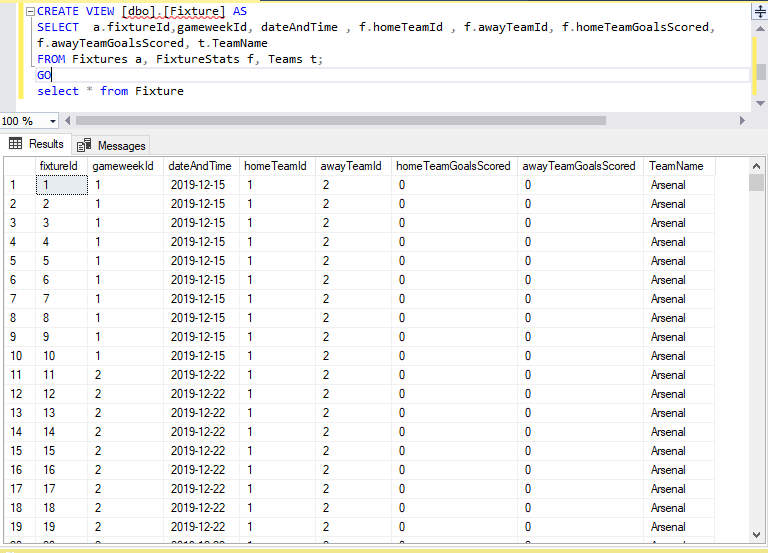 CREATE VIEW [dbo].[Fixture] AS
SELECT  a.fixtureId,gameweekId, dateAndTime , f.homeTeamId , f.awayTeamId, f.homeTeamGoalsScored,
f.awayTeamGoalsScored, t.TeamName
FROM Fixtures a, FixtureStats f, Teams t;
GO
select * from Fixture
100 %
Results Messages
fixtureId gameweekId dateAndTime homeTeamId awayTeamId homeTeamGoalsScored awayTeamGoalsScored TeamName
1 1 1 2019-12-15 1 2 0 0 Arsenal
2 2 1 2019-12-15 1 2 0 0 Arsenal
3 3 1 2019-12-15 1 2 0 0 Arsenal
4 4 1 2019-12-15 1 2 0 0 Arsenal
5 5 1 2019-12-15 1 2 0 0 Arsenal
6 6 1 2019-12-15 1 2 0 0 Arsenal
7 7 1 2019-12-15 1 2 0 0 Arsenal
8 8 1 2019-12-15 1 2 0 0 Arsenal
9 9 1 2019-12-15 1 2 0 0 Arsenal
10 10 1 2019-12-15 1 2 0 0 Arsenal
11 11 2 2019-12-22 1 2 0 0 Arsenal
12 12 2 2019-12-22 1 2 0 0 Arsenal
13 13 2 2019-12-22 1 2 0 0 Arsenal
14 14 2 2019-12-22 1 2 0 0 Arsenal
15 15 2 2019-12-22 1 2 0 0 Arsenal
16 16 2 2019-12-22 1 2 0 0 Arsenal
17 17 2 2019-12-22 1 2 0 0 Arsenal
18 18 2 2019-12-22 1 2 0 0 Arsenal
19 19 2 2019-12-22 1 2 0 0 Arsenal